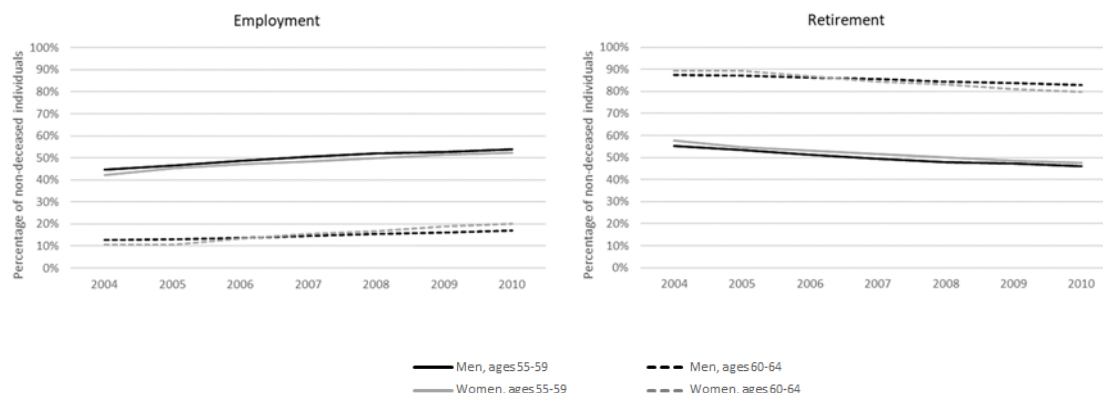 Employment
Percentage of non-deceased individuals
100%
90%
80%
70%
60%
50%
40%
30%
20%
10%
0%
2004 2005 2006 2007 2008 2009 2010
Retirement
Percentage of non-deceased individuals
100%
90%
80%
70%
60%
50%
40%
30%
20%
10%
0%
2004 2005 2006 2007 2008 2009 2010
Men, ages 55-59 Men, ages 60-64
Women, ages 55-59 Women, ages 60-64